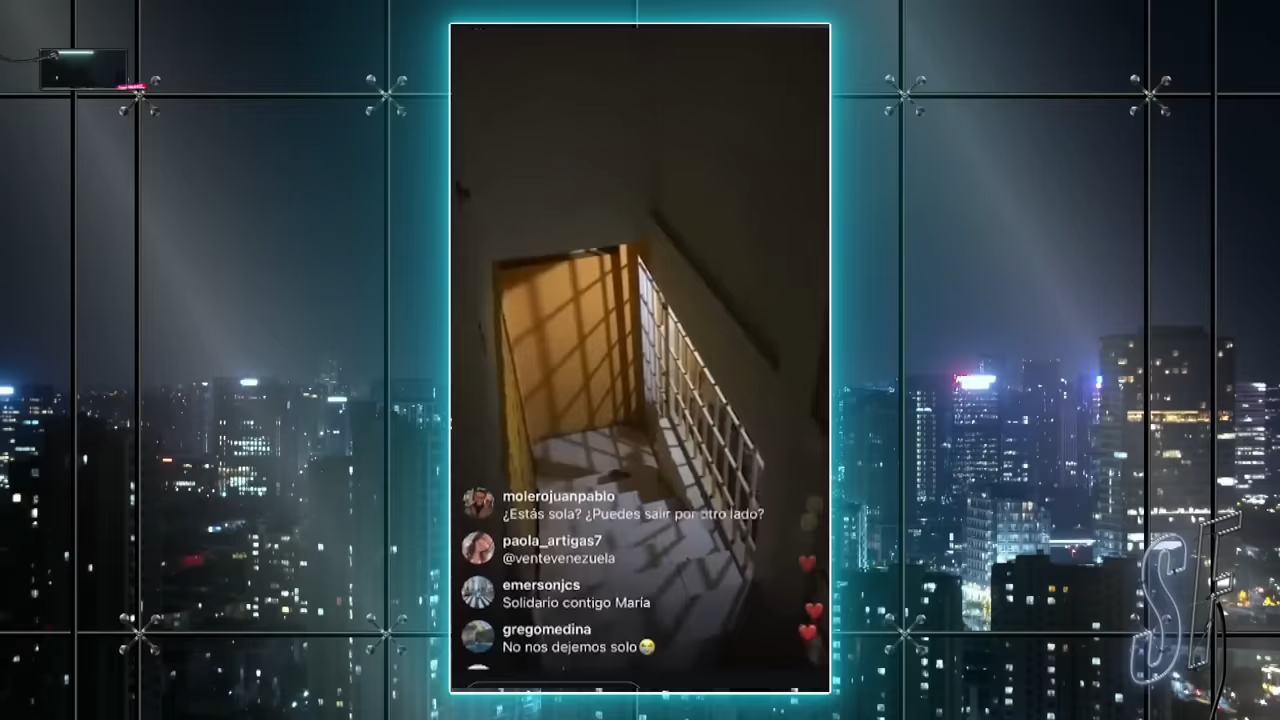 molerojuanpablo
¿Estás sola? ¿Puedes salir por otro lado?
paola_artigas7
@ventevenezuela
emersonjcs
Solidario contigo María
gregomedina
No nos dejemos solo😭
SF